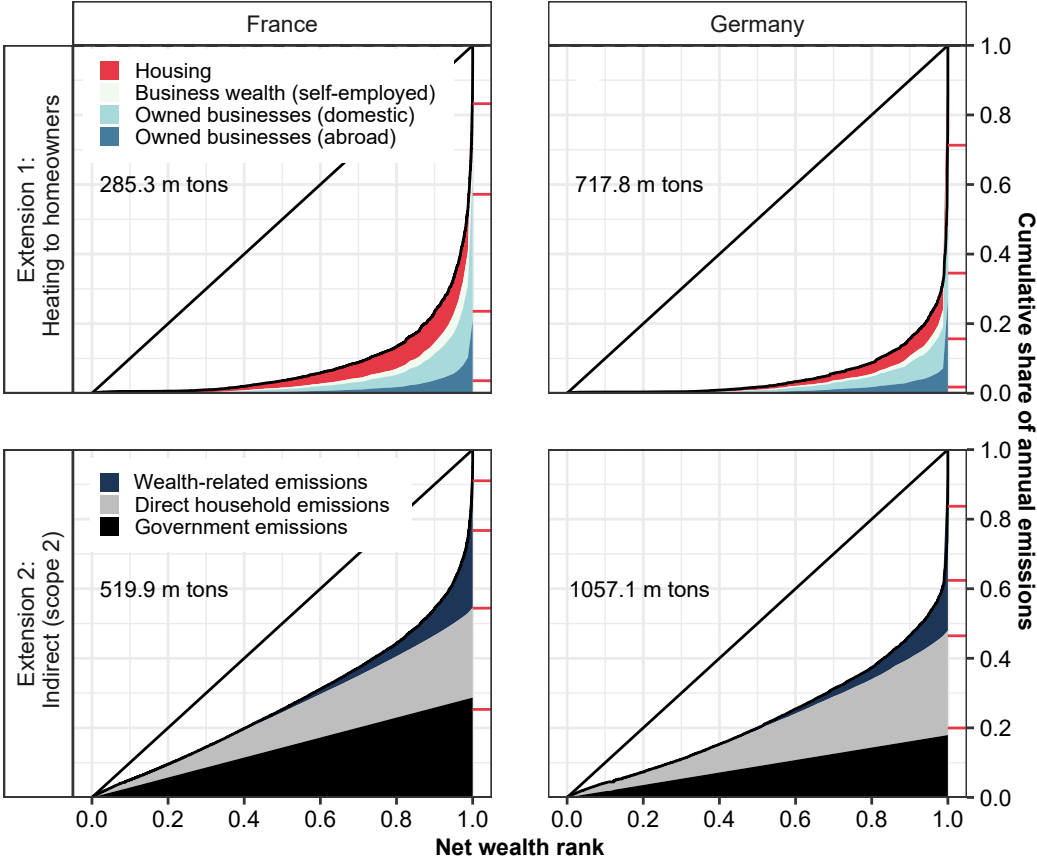 France
Germany
Extension 1:
Heating to homeowners
Housing
Business wealth (self-employed)
Owned businesses (domestic)
Owned businesses (abroad)
285.3 m tons
717.8 m tons
1.0
0.8
0.6
0.4
0.2
0.0
Cumulative share of annual emissions
Extension 2:
Indirect (scope 2)
Wealth-related emissions
Direct household emissions
Government emissions
519.9 m tons
1057.1 m tons
1.0
0.8
0.6
0.4
0.2
0.0
0.0 0.2 0.4 0.6 0.8 1.0
0.0 0.2 0.4 0.6 0.8 1.0
Net wealth rank